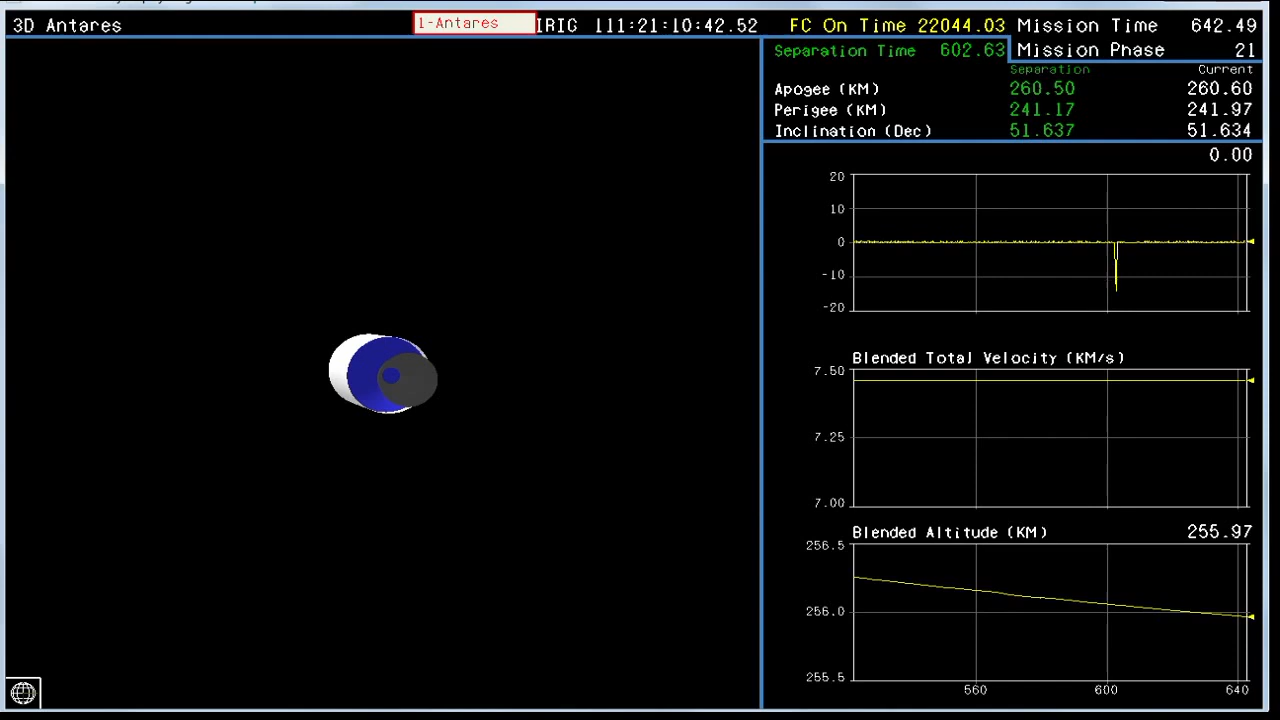 3D Antares
1-Antares
IRIG 111:21:10:42.52
FC On Time 22044.03
Mission Time 642.49
Separation Time 602.63
Mission Phase 21
Separation Current
Apogee (KM) 260.50 260.60
Perigee (KM) 241.17 241.97
Inclination (Dec) 51.637 51.634
0.00
20
10
0
-10
-20
Blended Total Velocity (KM/s)
7.50
7.25
7.00
Blended Altitude (KM) 255.97
256.5
256.0
255.5
560 600 640